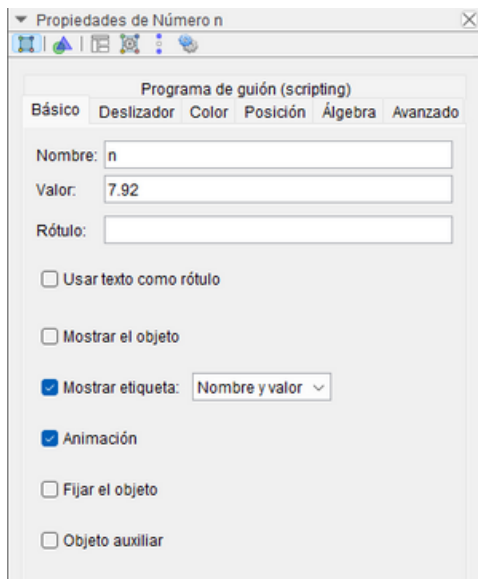 Propiedades de Número n
Programa de guión (scripting)
Básico Deslizador Color Posición Álgebra Avanzado
Nombre: n
Valor: 7.92
Rótulo:
Usar texto como rótulo
Mostrar el objeto
Mostrar etiqueta: Nombre y valor
Animación
Fijar el objeto
Objeto auxiliar